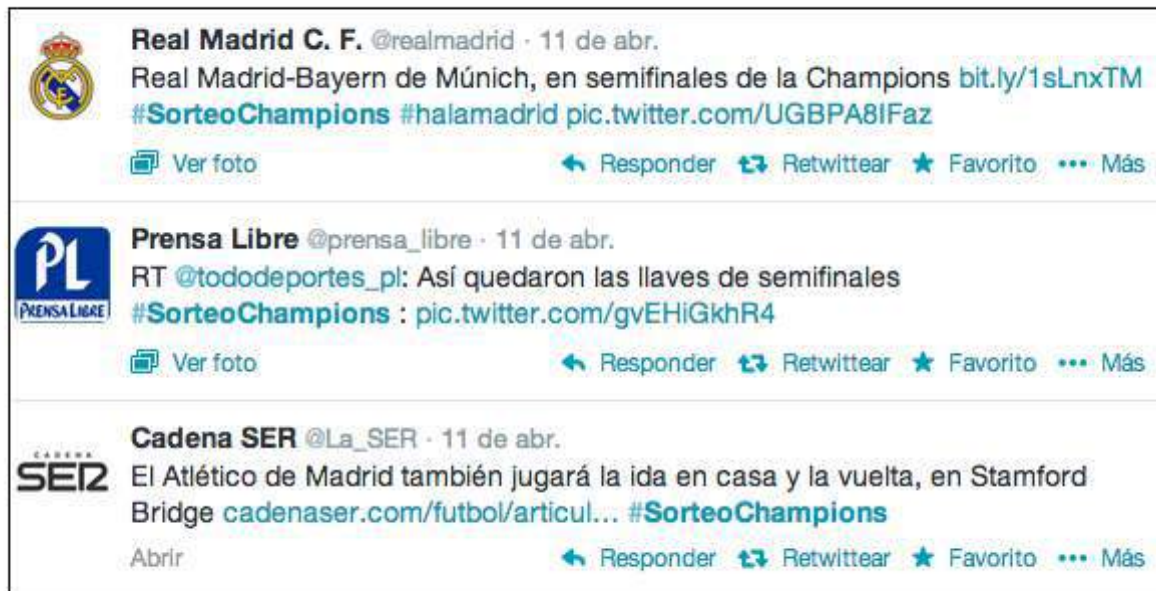 Real Madrid C. F. @realmadrid · 11 de abr.
Real Madrid-Bayern de Múnich, en semifinales de la Champions bit.ly/1sLnxTM
#SorteoChampions #halamadrid pic.twitter.com/UGBPA8IFaz
Ver foto Responder Retwittear Favorito Más
PL
PRENSA LIBRE
Prensa Libre @prensa_libre · 11 de abr.
RT @tododeportes_pl: Así quedaron las llaves de semifinales
#SorteoChampions : pic.twitter.com/gvEHiGkhR4
Ver foto Responder Retwittear Favorito Más
CADENA
SER
Cadena SER @La_SER · 11 de abr.
El Atlético de Madrid también jugará la ida en casa y la vuelta, en Stamford
Bridge cadenaser.com/futbol/articul... #SorteoChampions
Abrir Responder Retwittear Favorito Más